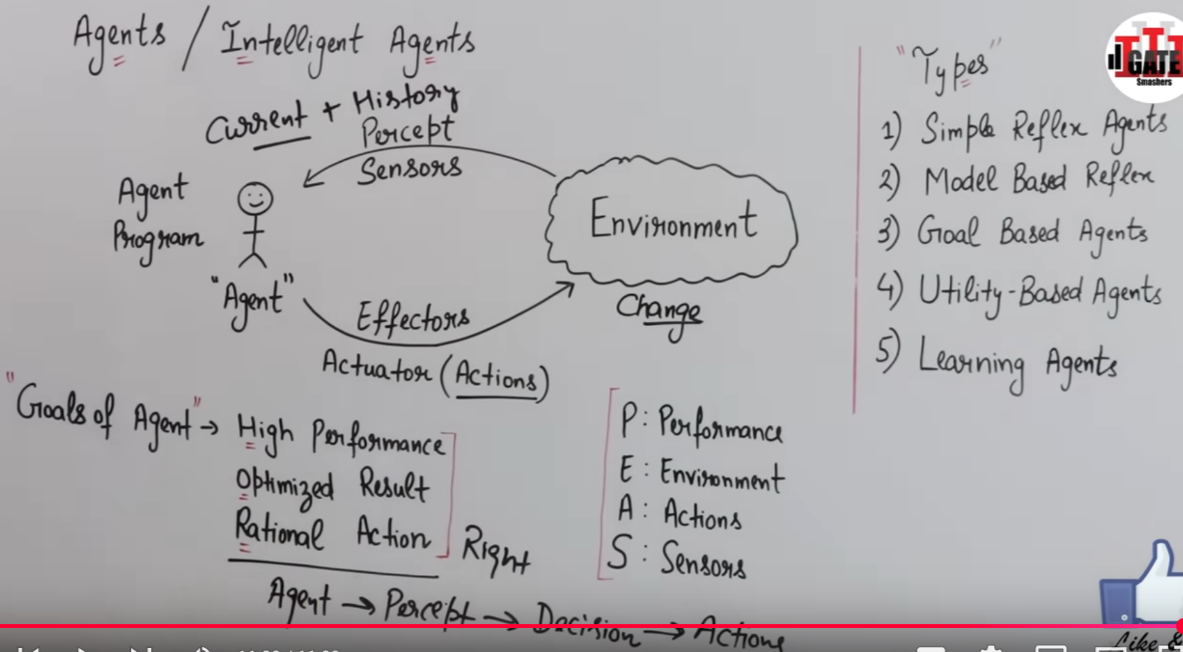 Agents / Intelligent Agents
Current + History
Percept
Sensors
Agent
Program
"Agent"
Environment
Change
Effectors
Actuator (Actions)
"Goals of Agent" → High Performance
Optimized Result
Rational Action
Right
Agent → Percept → Decision → Actions
P : Performance
E : Environment
A : Actions
S : Sensors
"Types"
1) Simple Reflex Agents
2) Model Based Reflex
3) Goal Based Agents
4) Utility-Based Agents
5) Learning Agents
GATE
Smashers
Like &